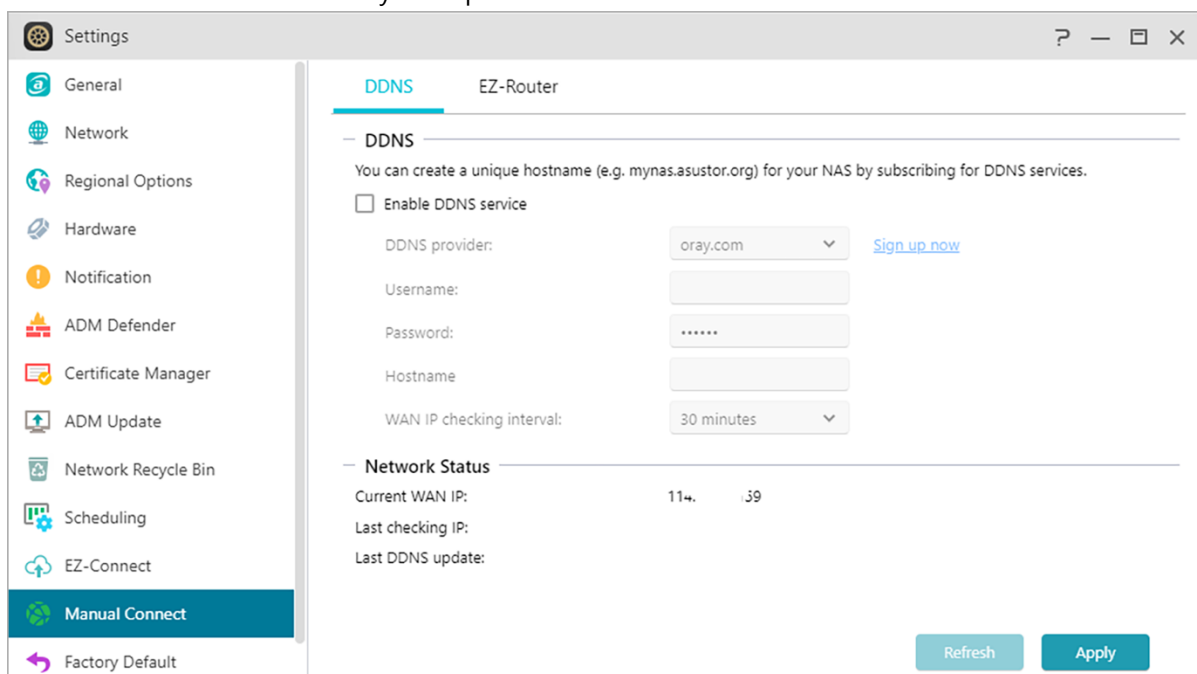 Settings
General
Network
Regional Options
Hardware
Notification
ADM Defender
Certificate Manager
ADM Update
Network Recycle Bin
Scheduling
EZ-Connect
Manual Connect
Factory Default
DDNS EZ-Router
DDNS
You can create a unique hostname (e.g. mynas.asustor.org) for your NAS by subscribing for DDNS services.
Enable DDNS service
DDNS provider: oray.com Sign up now
Username:
Password: ••••••
Hostname
WAN IP checking interval: 30 minutes
Network Status
Current WAN IP: 114.
Last checking IP:
Last DDNS update:
Refresh Apply